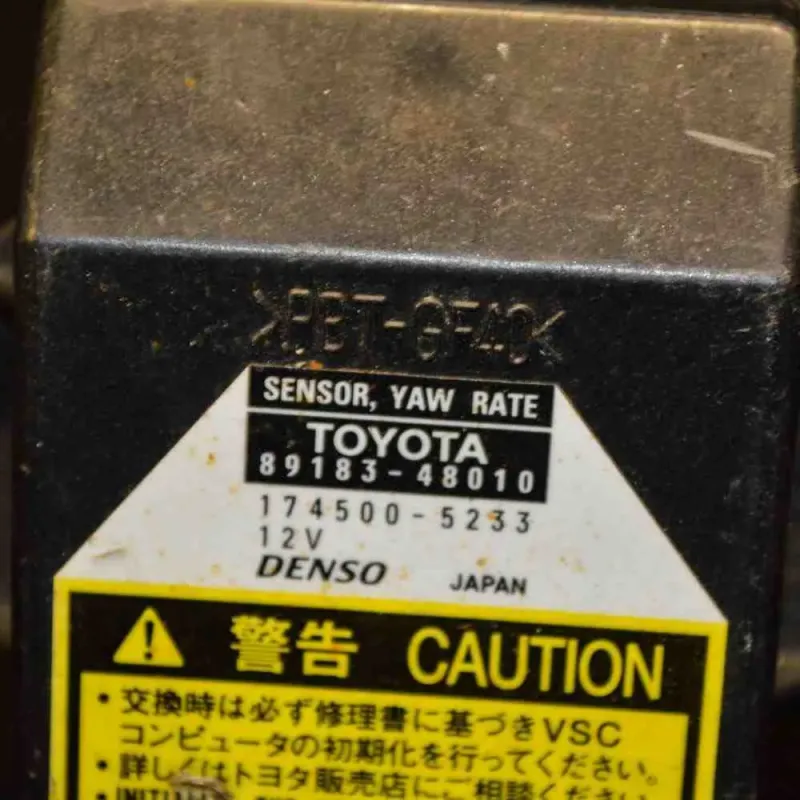 >PBT-GF40<
SENSOR, YAW RATE
TOYOTA
89183-48010
174500-5233
12V
DENSO JAPAN
警告 CAUTION
・交換時は必ず修理書に基づきVSC
コンピュータの初期化を行ってください。
・詳しくはトヨタ販売店にご相談ください。